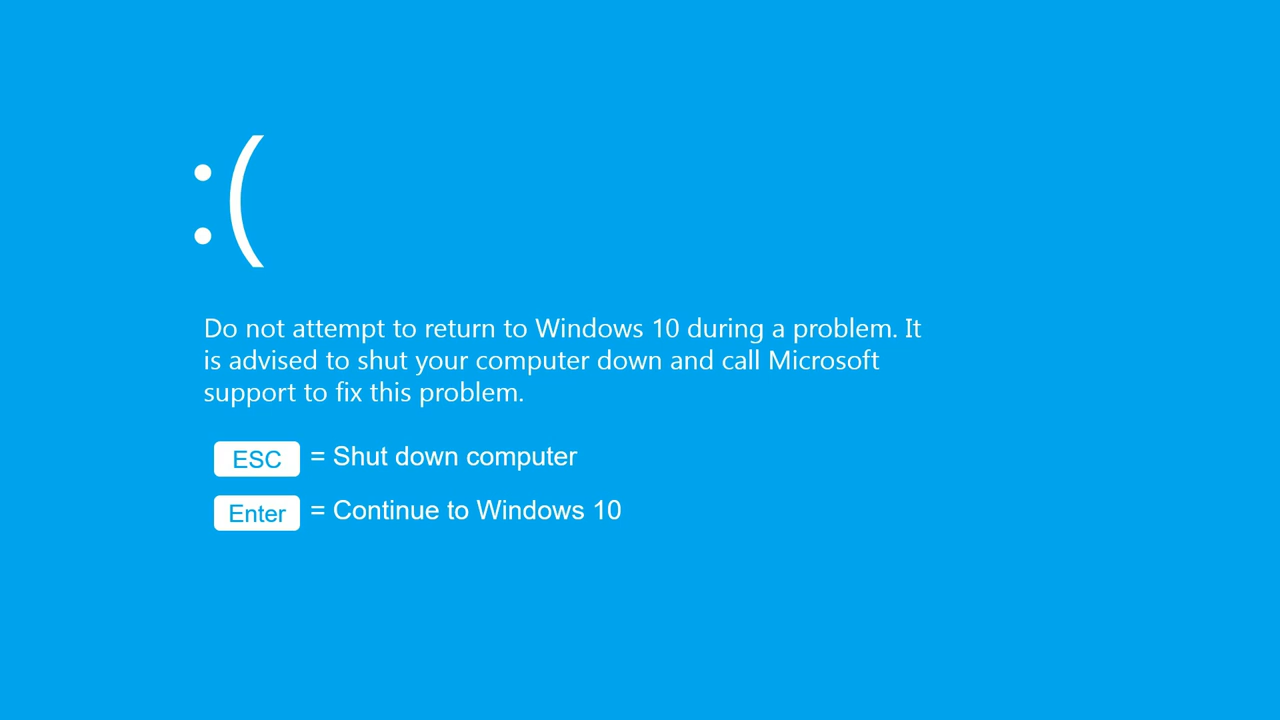 :(
Do not attempt to return to Windows 10 during a problem. It
is advised to shut your computer down and call Microsoft
support to fix this problem.
ESC = Shut down computer
Enter = Continue to Windows 10